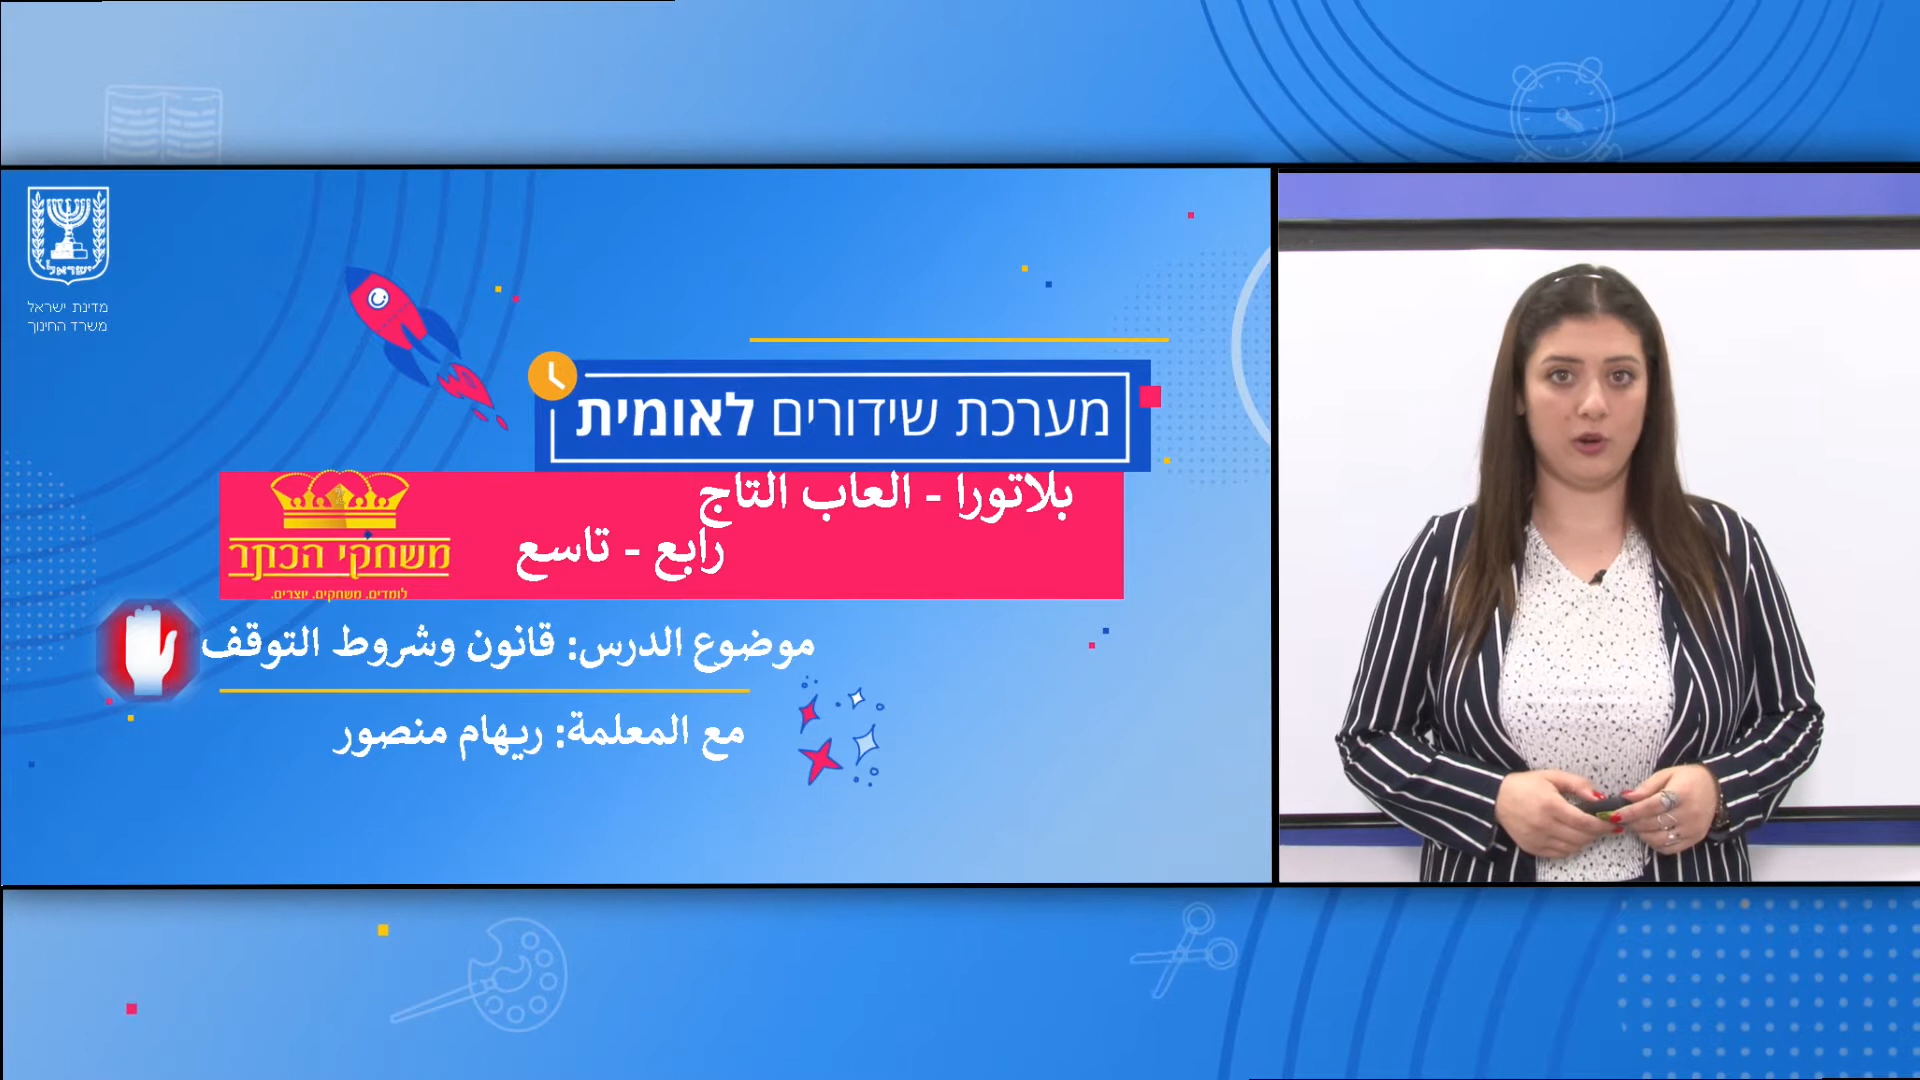 ישראל
מדינת ישראל
משרד החינוך
מערכת שידורים לאומית
بلاتورا - العاب التاج
رابع - تاسع
משחקי הכתר
לומדים. משחקים. יוצרים.
موضوع الدرس: قانون وشروط التوقف
مع المعلمة: ريهام منصور